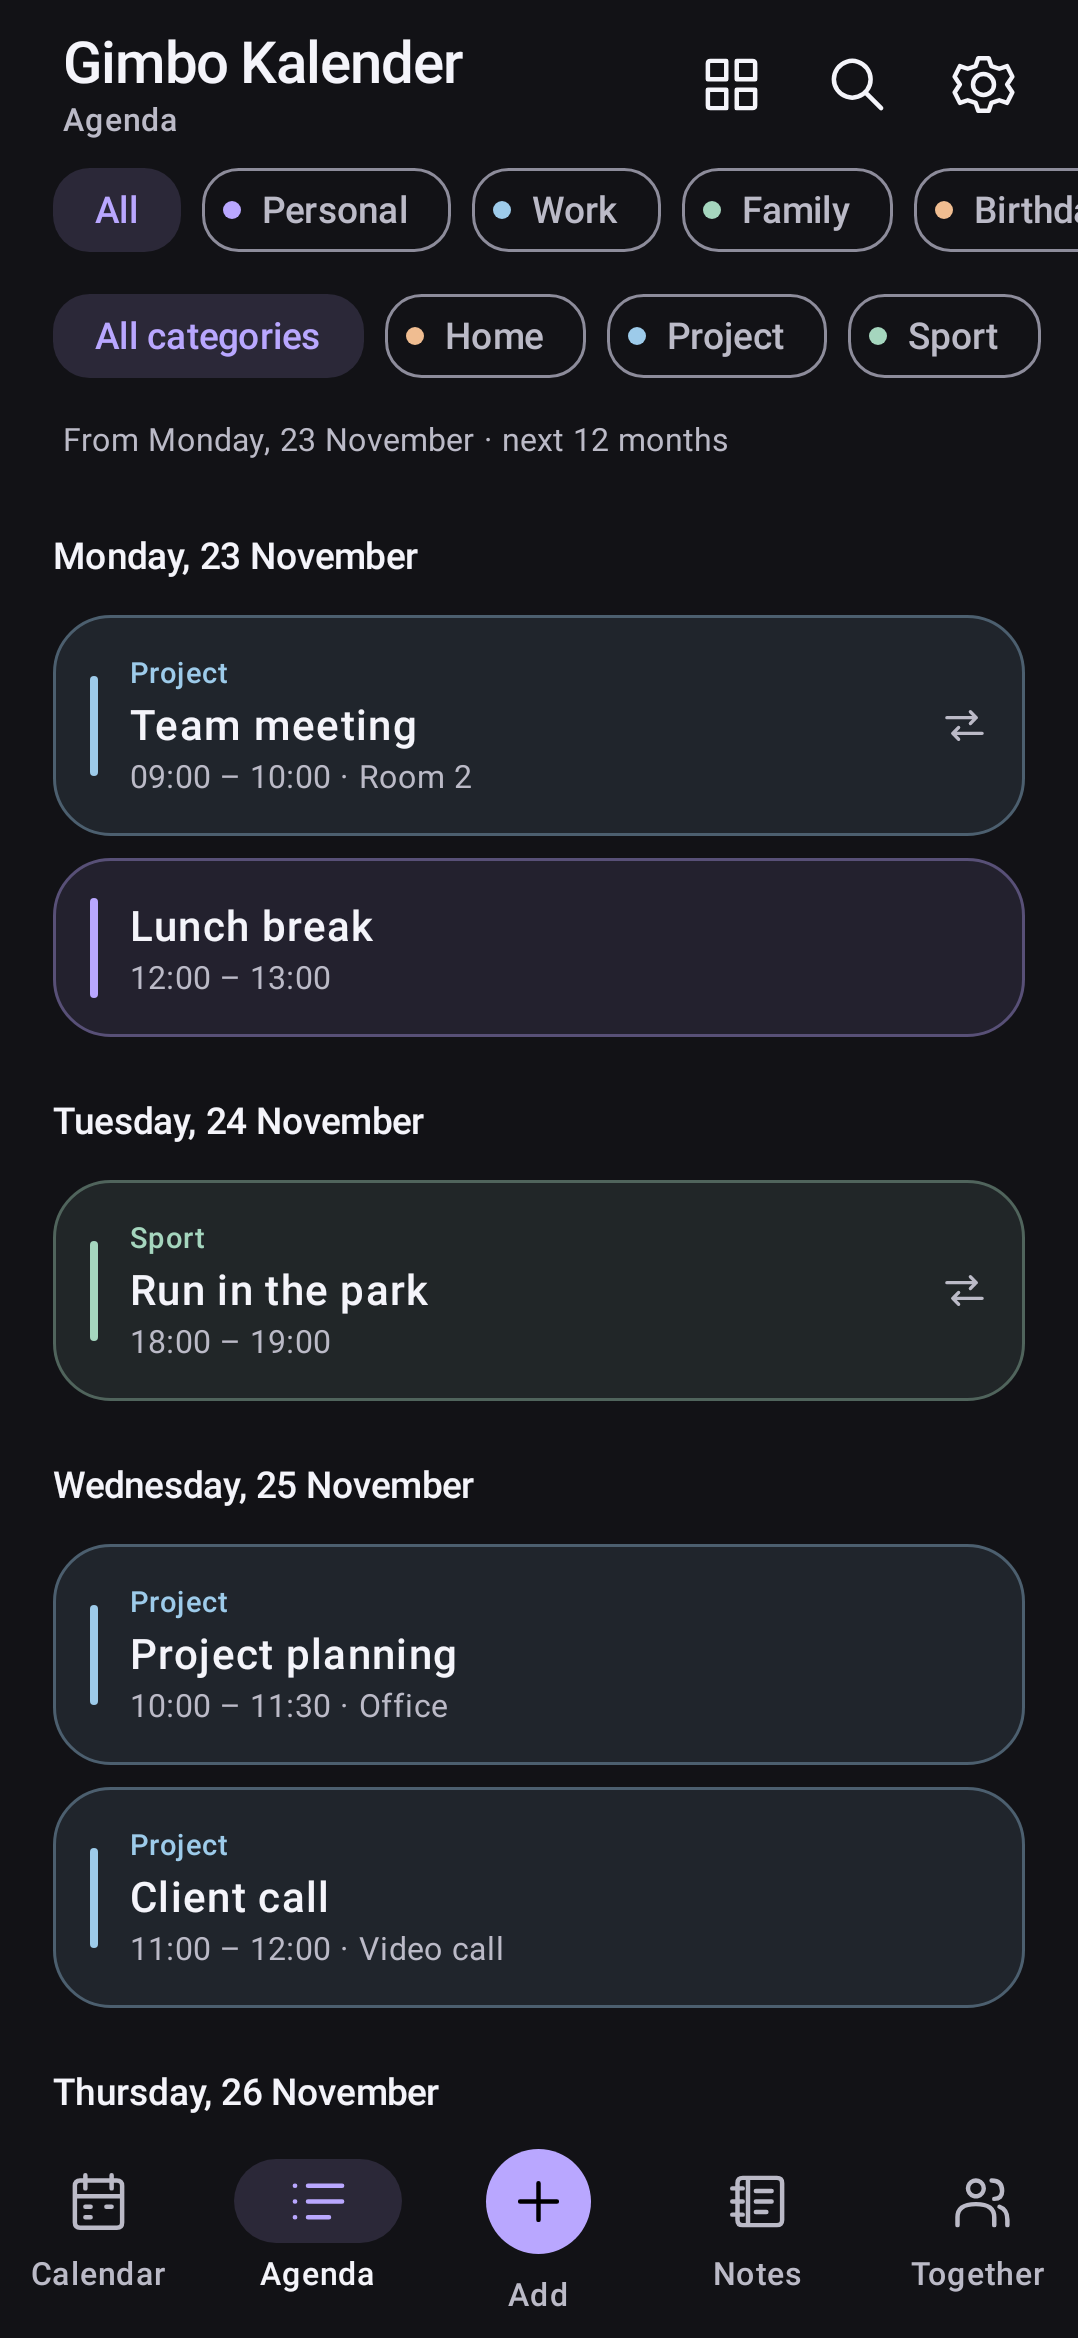 Gimbo Kalender
Agenda
All
Personal
Work
Family
Birthda
All categories
Home
Project
Sport
From Monday, 23 November · next 12 months
Monday, 23 November
Project
Team meeting
09:00 – 10:00 · Room 2
Lunch break
12:00 – 13:00
Tuesday, 24 November
Sport
Run in the park
18:00 – 19:00
Wednesday, 25 November
Project
Project planning
10:00 – 11:30 · Office
Project
Client call
11:00 – 12:00 · Video call
Thursday, 26 November
Calendar
Agenda
Add
Notes
Together